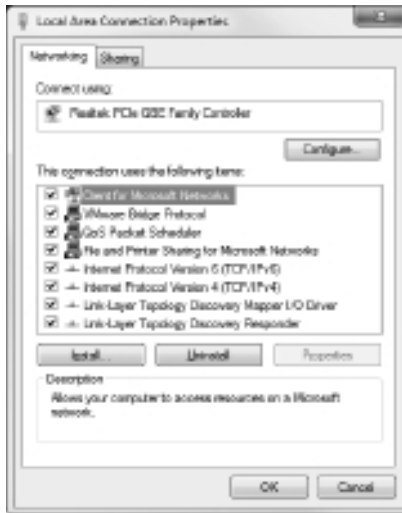 Local Area Connection Properties
Networking
Sharing
Connect using:
Realtek PCIe GBE Family Controller
Configure...
This connection uses the following items:
Client for Microsoft Networks
VMware Bridge Protocol
QoS Packet Scheduler
File and Printer Sharing for Microsoft Networks
Internet Protocol Version 6 (TCP/IPv6)
Internet Protocol Version 4 (TCP/IPv4)
Link-Layer Topology Discovery Mapper I/O Driver
Link-Layer Topology Discovery Responder
Install...
Uninstall
Properties
Description
Allows your computer to access resources on a Microsoft
network.
OK
Cancel